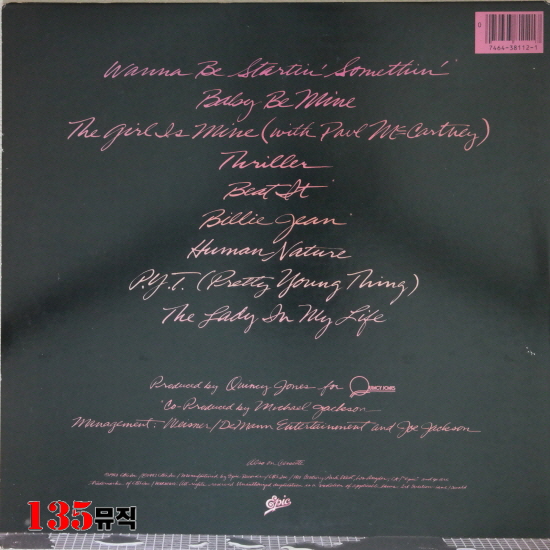 0
7464-38112-1
Wanna Be Startin' Somethin'
Baby Be Mine
The Girl Is Mine (with Paul McCartney)
Thriller
Beat It
Billie Jean
Human Nature
P.Y.T. (Pretty Young Thing)
The Lady In My Life
Produced by Quincy Jones for QUINCY JONES
Co-Produced by Michael Jackson
Management: Weisner/DeMann Entertainment and Joe Jackson
Also on Cassette
Epic
135뮤직